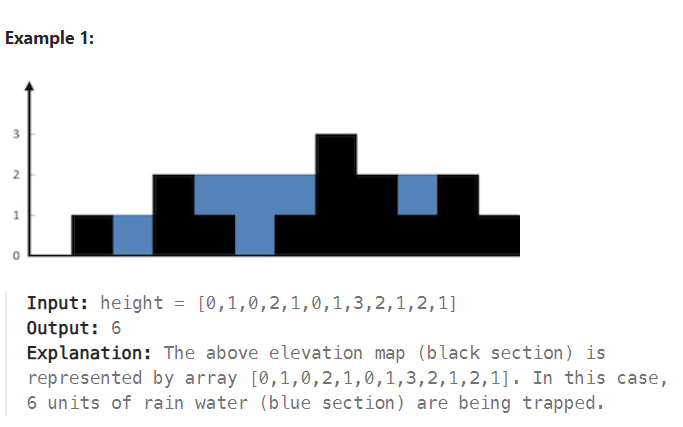 Example 1:
3
2
1
0
Input: height = [0,1,0,2,1,0,1,3,2,1,2,1]
Output: 6
Explanation: The above elevation map (black section) is
represented by array [0,1,0,2,1,0,1,3,2,1,2,1]. In this case,
6 units of rain water (blue section) are being trapped.